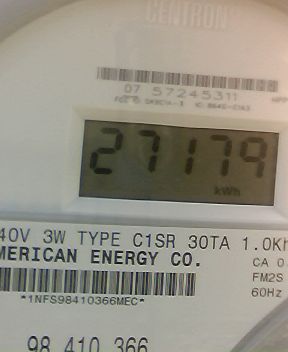 CENTRON
07 57245311
27179
kWh
40V 3W TYPE C1SR 30TA 1.0Kh
MERICAN ENERGY CO.
CA 0.
FM2S
60Hz
*1NFS98410366MEC*
98 410 366